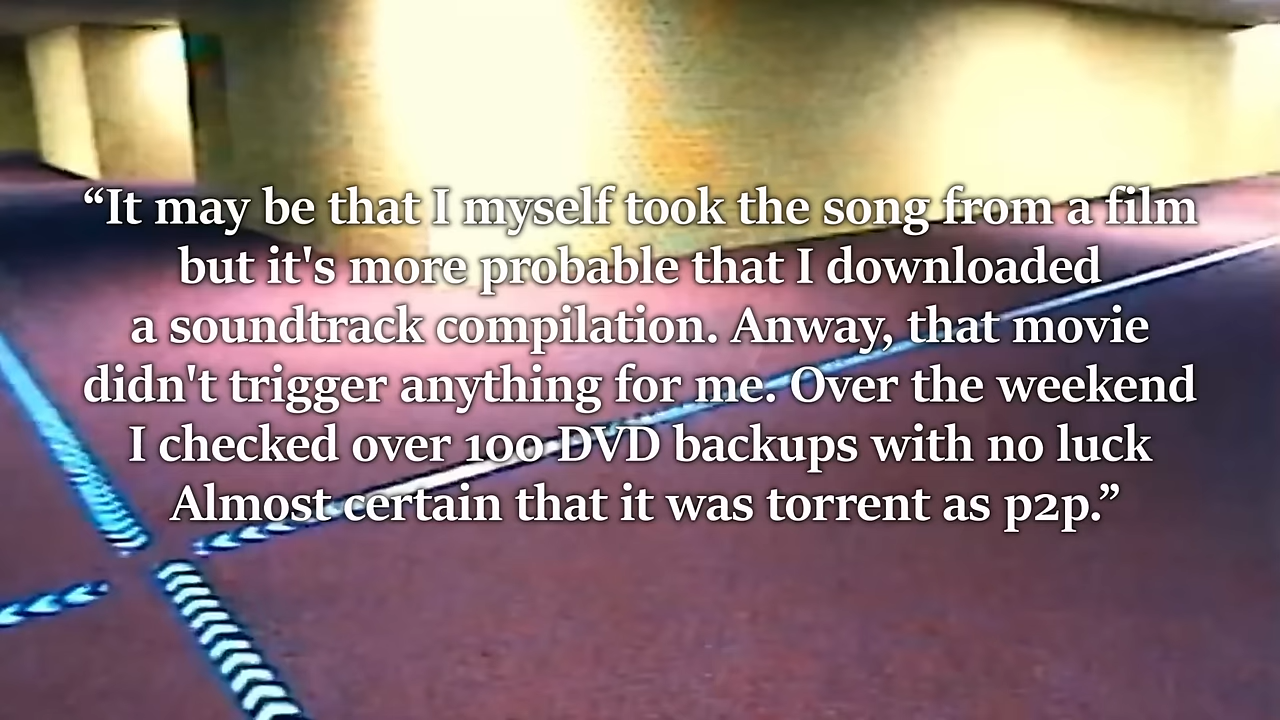 “It may be that I myself took the song from a film
but it's more probable that I downloaded
a soundtrack compilation. Anway, that movie
didn't trigger anything for me. Over the weekend
I checked over 100 DVD backups with no luck
Almost certain that it was torrent as p2p.”